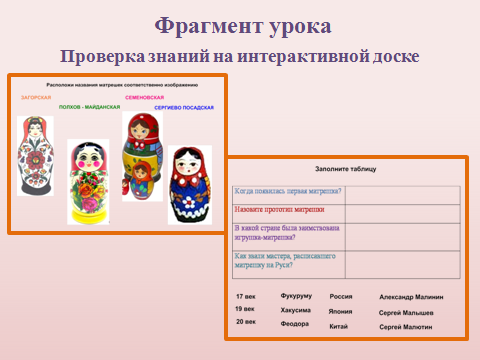 Фрагмент урока
Проверка знаний на интерактивной доске
Расположи названия матрешек соответственно изображению
ЗАГОРСКАЯ
СЕМЕНОВСКАЯ
ПОЛХОВ - МАЙДАНСКАЯ
СЕРГИЕВО ПОСАДСКАЯ
Заполните таблицу
Когда появилась первая матрешка?
Назовите прототип матрешки
В какой стране была заимствована
игрушка-матрешка?
Как звали мастера, расписавшего
матрешку на Руси?
17 век Фукуруму Россия Александр Малинин
19 век Хакусима Япония Сергей Малышев
20 век Феодора Китай Сергей Малютин